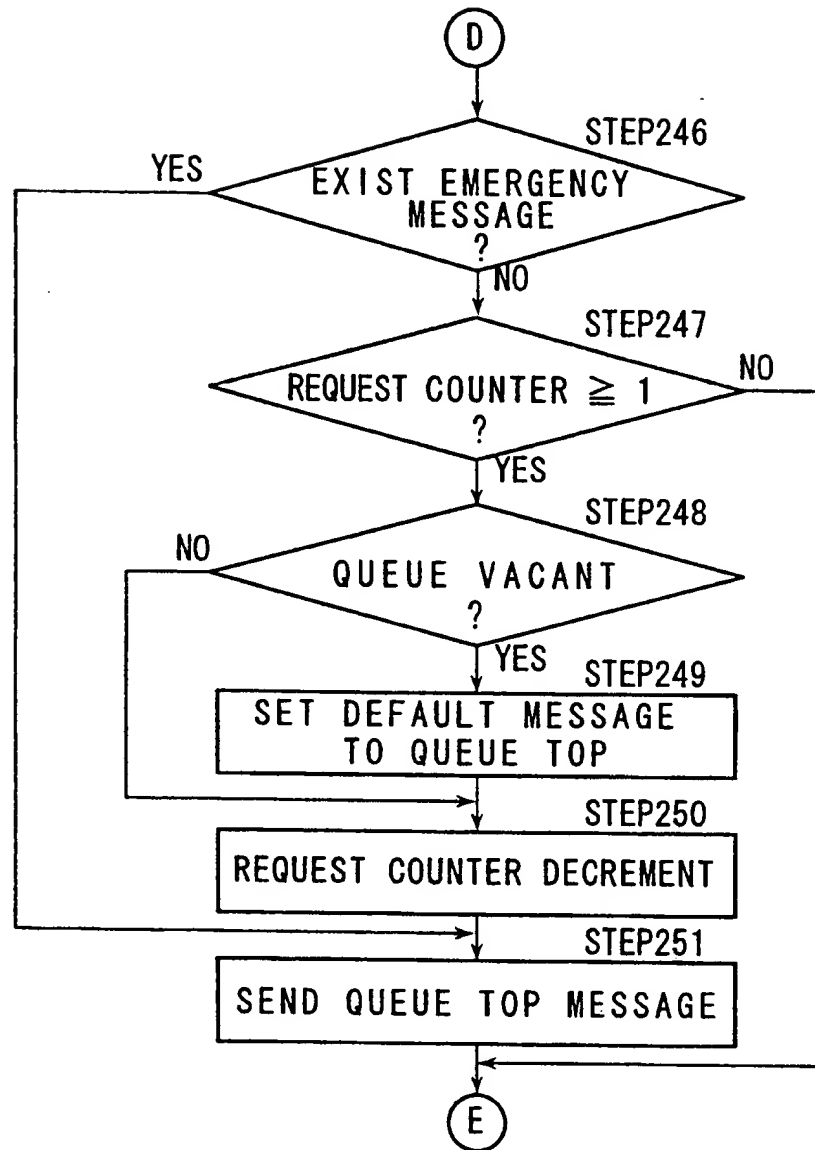 D
STEP246
YES
EXIST EMERGENCY
MESSAGE
?
NO
STEP247
NO
REQUEST COUNTER ≧ 1
?
YES
STEP248
NO
QUEUE VACANT
?
YES
STEP249
SET DEFAULT MESSAGE
TO QUEUE TOP
STEP250
REQUEST COUNTER DECREMENT
STEP251
SEND QUEUE TOP MESSAGE
E